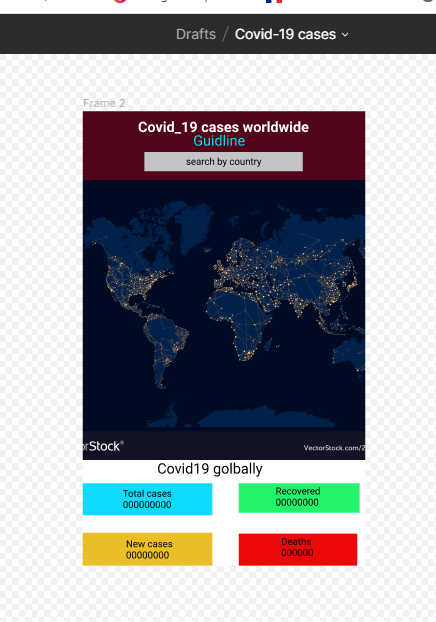 Drafts / Covid-19 cases
Frame 2
Covid_19 cases worldwide
Guidline
search by country
rStock®
VectorStock.com/2
Covid19 golbally
Total cases
000000000
Recovered
00000000
New cases
00000000
Deaths
000000